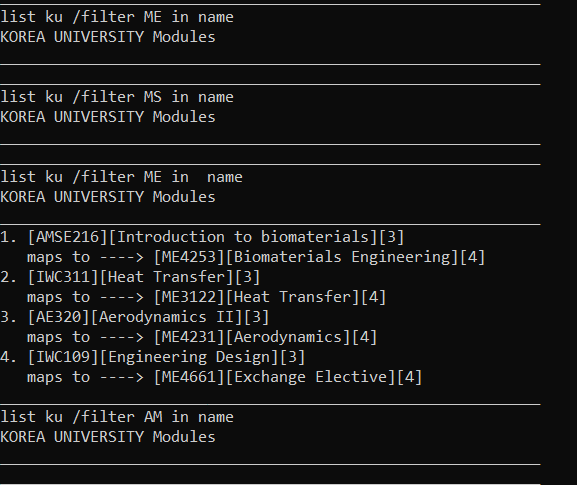 list ku /filter ME in name
KOREA UNIVERSITY Modules
list ku /filter MS in name
KOREA UNIVERSITY Modules
list ku /filter ME in  name
KOREA UNIVERSITY Modules
1. [AMSE216][Introduction to biomaterials][3]
   maps to ----> [ME4253][Biomaterials Engineering][4]
2. [IWC311][Heat Transfer][3]
   maps to ----> [ME3122][Heat Transfer][4]
3. [AE320][Aerodynamics II][3]
   maps to ----> [ME4231][Aerodynamics][4]
4. [IWC109][Engineering Design][3]
   maps to ----> [ME4661][Exchange Elective][4]
list ku /filter AM in name
KOREA UNIVERSITY Modules